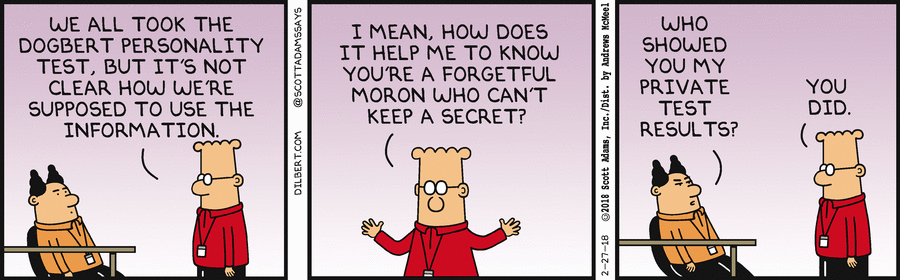 WE ALL TOOK THE
DOGBERT PERSONALITY
TEST, BUT IT'S NOT
CLEAR HOW WE'RE
SUPPOSED TO USE THE
INFORMATION.
DILBERT.COM @SCOTTADAMSSAYS
I MEAN, HOW DOES
IT HELP ME TO KNOW
YOU'RE A FORGETFUL
MORON WHO CAN'T
KEEP A SECRET?
2-27-18 ©2018 Scott Adams, Inc./Dist. by Andrews McMeel
WHO
SHOWED
YOU MY
PRIVATE
TEST
RESULTS?
YOU
DID.